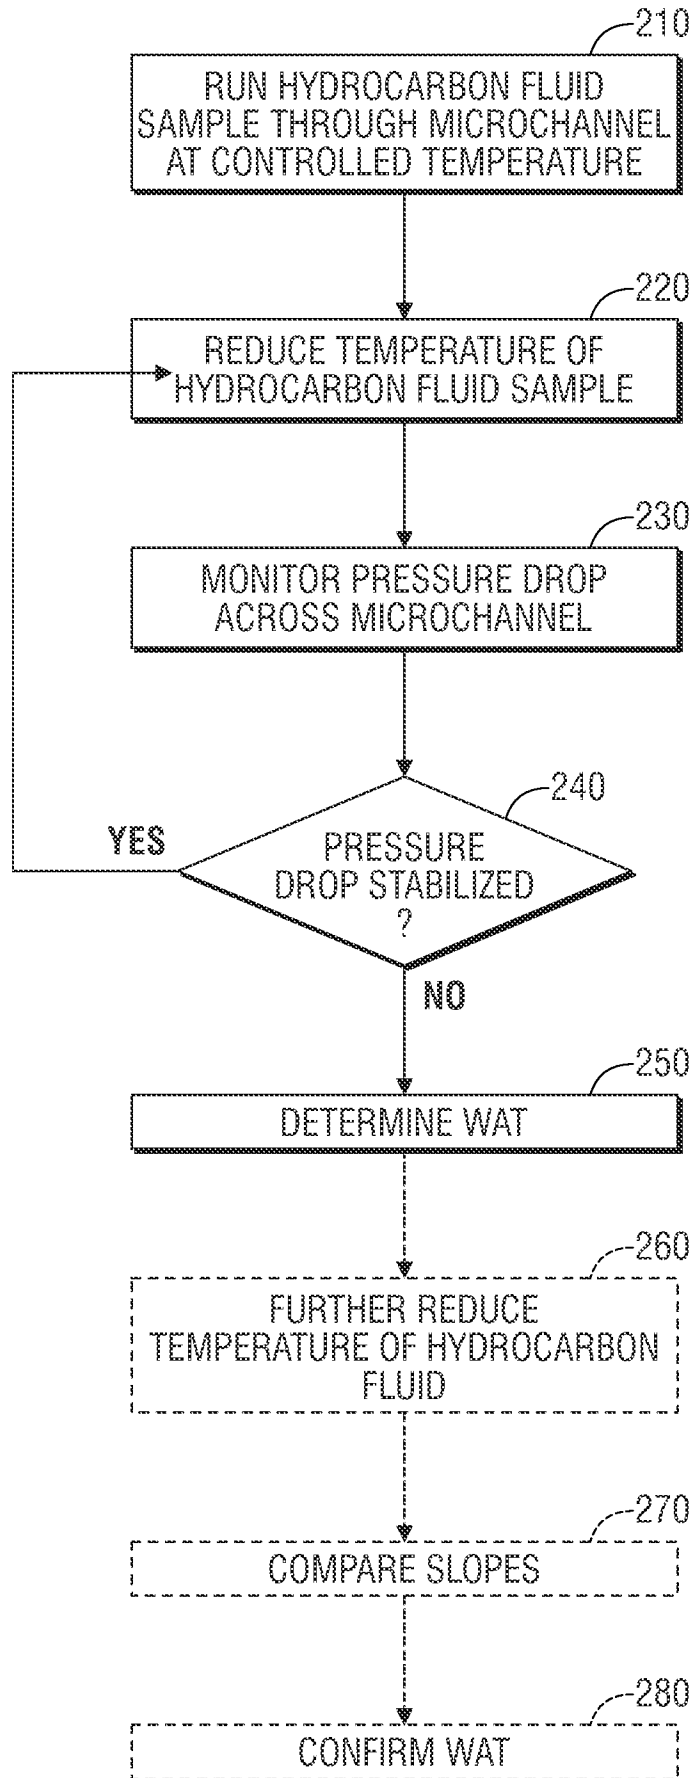 210
RUN HYDROCARBON FLUID
SAMPLE THROUGH MICROCHANNEL
AT CONTROLLED TEMPERATURE
220
REDUCE TEMPERATURE OF
HYDROCARBON FLUID SAMPLE
230
MONITOR PRESSURE DROP
ACROSS MICROCHANNEL
240
YES
PRESSURE
DROP STABILIZED
?
NO
250
DETERMINE WAT
260
FURTHER REDUCE
TEMPERATURE OF HYDROCARBON
FLUID
270
COMPARE SLOPES
280
CONFIRM WAT